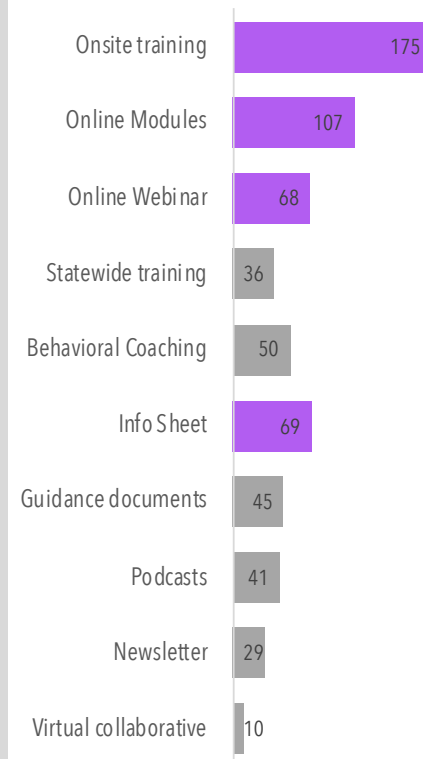 Onsite training 175
Online Modules 107
Online Webinar 68
Statewide training 36
Behavioral Coaching 50
Info Sheet 69
Guidance documents 45
Podcasts 41
Newsletter 29
Virtual collaborative 10